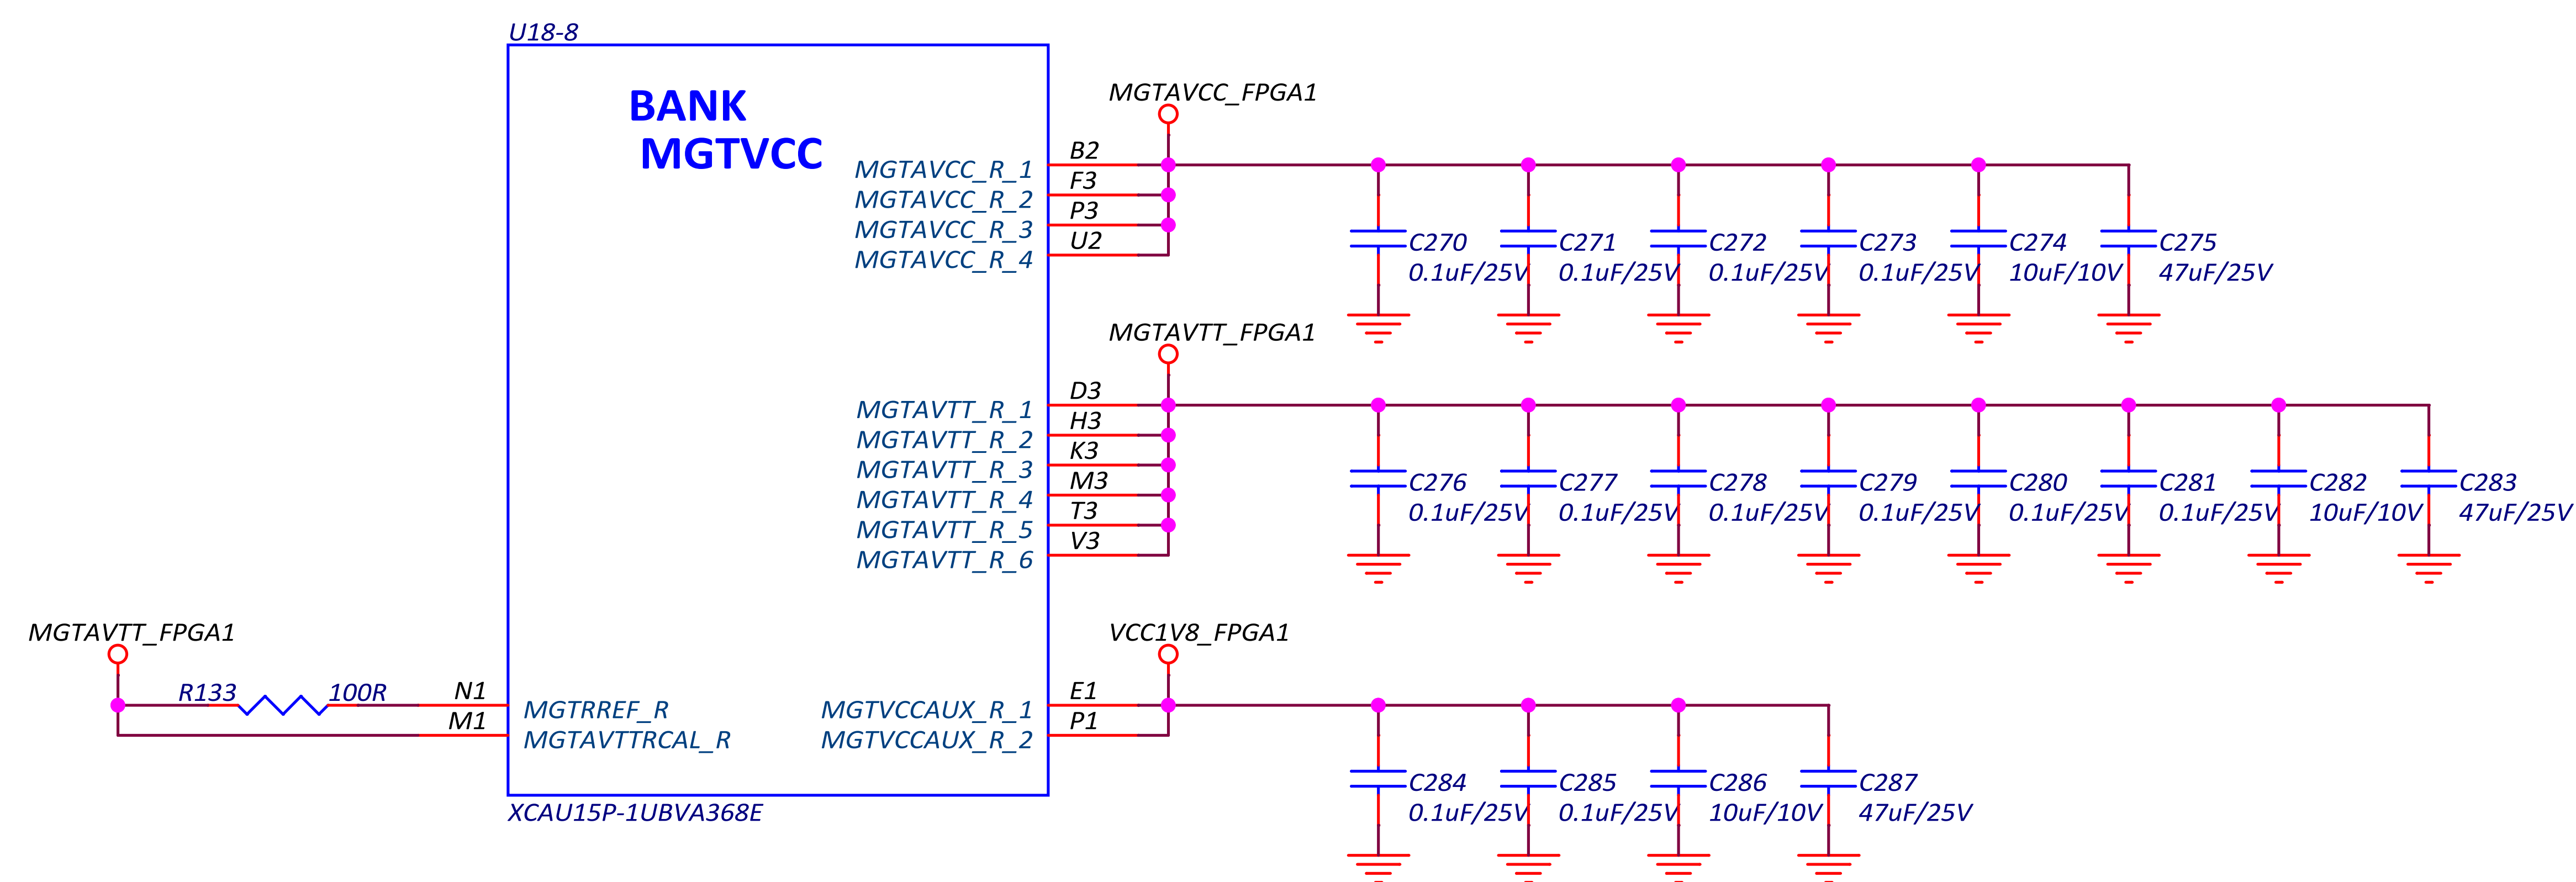 U18-8
BANK
MGTVCC
MGTAVCC_FPGA1
MGTAVCC_R_1 B2
MGTAVCC_R_2 F3
MGTAVCC_R_3 P3
MGTAVCC_R_4 U2
C270 C271 C272 C273 C274 C275
0.1uF/25V 0.1uF/25V 0.1uF/25V 0.1uF/25V 10uF/10V 47uF/25V
MGTAVTT_FPGA1
MGTAVTT_R_1 D3
MGTAVTT_R_2 H3
MGTAVTT_R_3 K3
MGTAVTT_R_4 M3
MGTAVTT_R_5 T3
MGTAVTT_R_6 V3
C276 C277 C278 C279 C280 C281 C282 C283
0.1uF/25V 0.1uF/25V 0.1uF/25V 0.1uF/25V 0.1uF/25V 0.1uF/25V 10uF/10V 47uF/25V
MGTAVTT_FPGA1 VCC1V8_FPGA1
R133 100R N1 MGTRREF_R MGTVCCAUX_R_1 E1
M1 MGTAVTTRCAL_R MGTVCCAUX_R_2 P1
C284 C285 C286 C287
0.1uF/25V 0.1uF/25V 10uF/10V 47uF/25V
XCAU15P-1UBVA368E